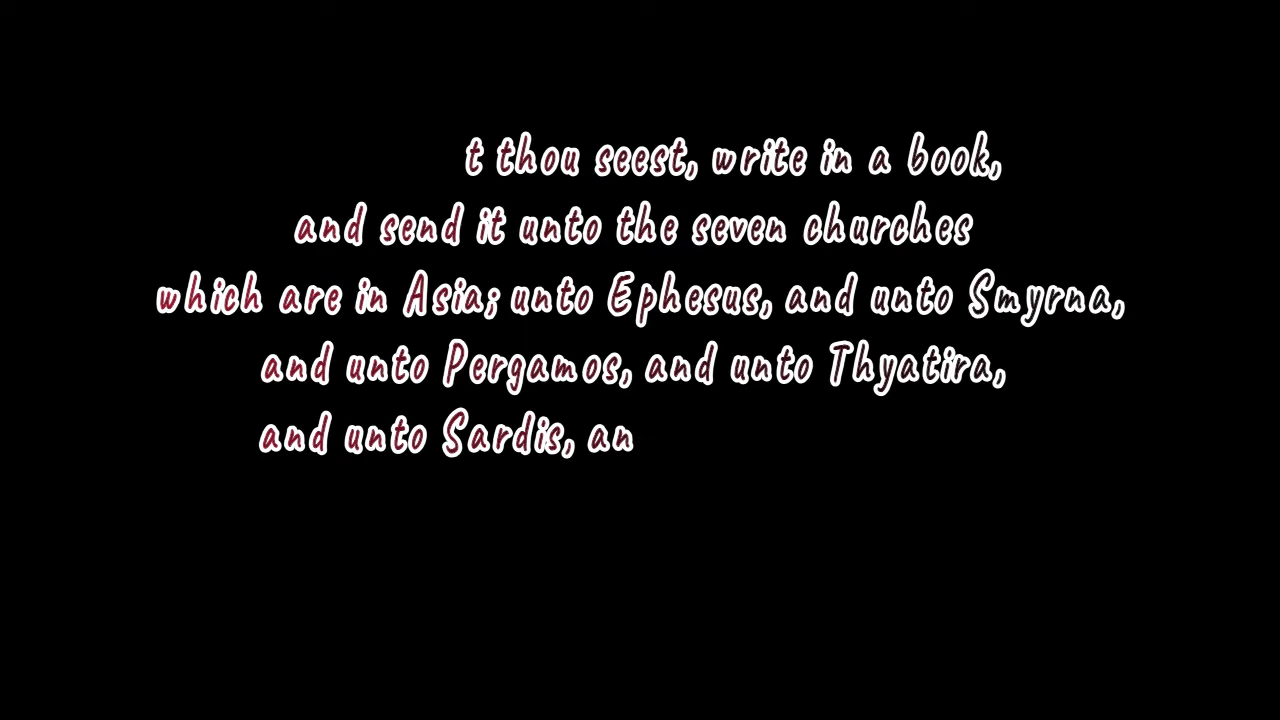 t thou seest, write in a book,
and send it unto the seven churches
which are in Asia; unto Ephesus, and unto Smyrna,
and unto Pergamos, and unto Thyatira,
and unto Sardis, an